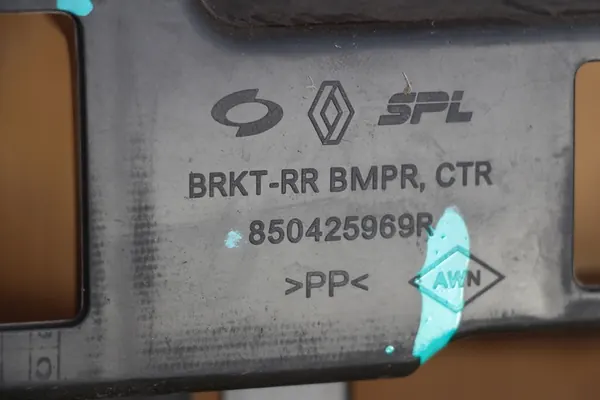 SPL
BRKT-RR BMPR, CTR
850425969R
>PP<
AWN